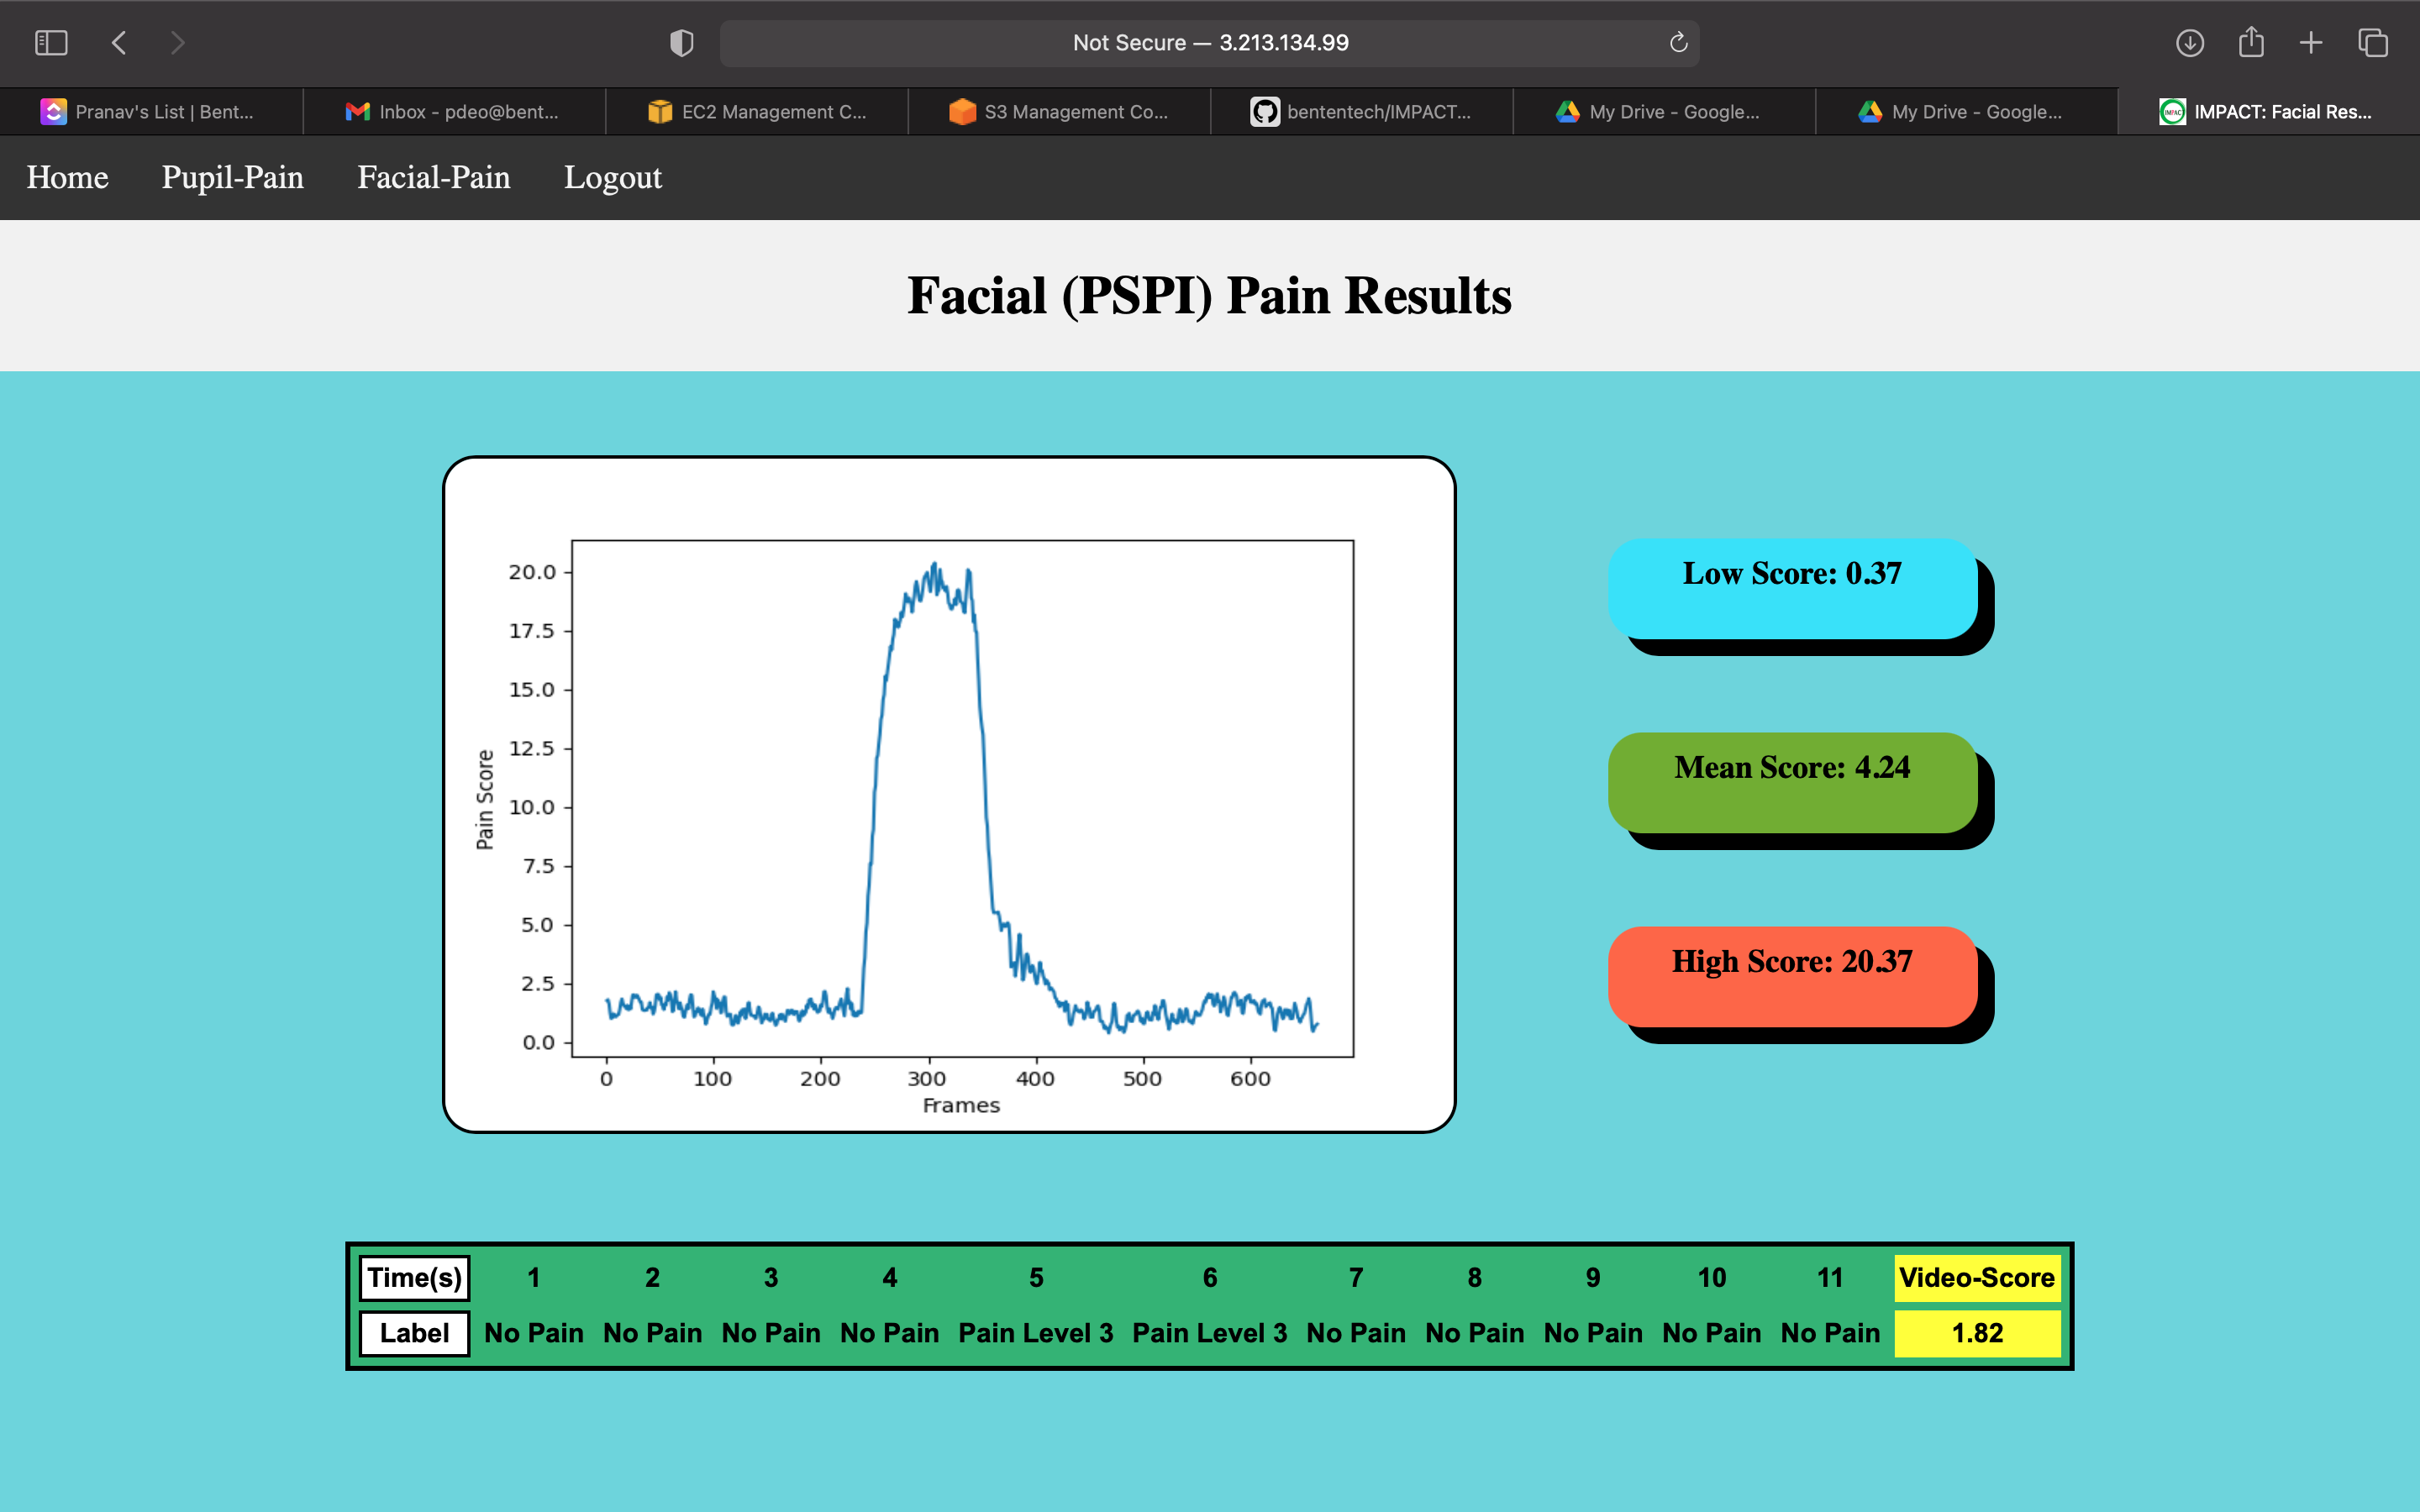 Not Secure — 3.213.134.99
Pranav's List | Bent...
Inbox - pdeo@bent...
EC2 Management C...
S3 Management Co...
bententech/IMPACT...
My Drive - Google...
My Drive - Google...
IMPACT: Facial Res...
Home Pupil-Pain Facial-Pain Logout
Facial (PSPI) Pain Results
Pain Score
20.0
17.5
15.0
12.5
10.0
7.5
5.0
2.5
0.0
0 100 200 300 400 500 600
Frames
Low Score: 0.37
Mean Score: 4.24
High Score: 20.37
Time(s) 1 2 3 4 5 6 7 8 9 10 11 Video-Score
Label No Pain No Pain No Pain No Pain Pain Level 3 Pain Level 3 No Pain No Pain No Pain No Pain No Pain 1.82